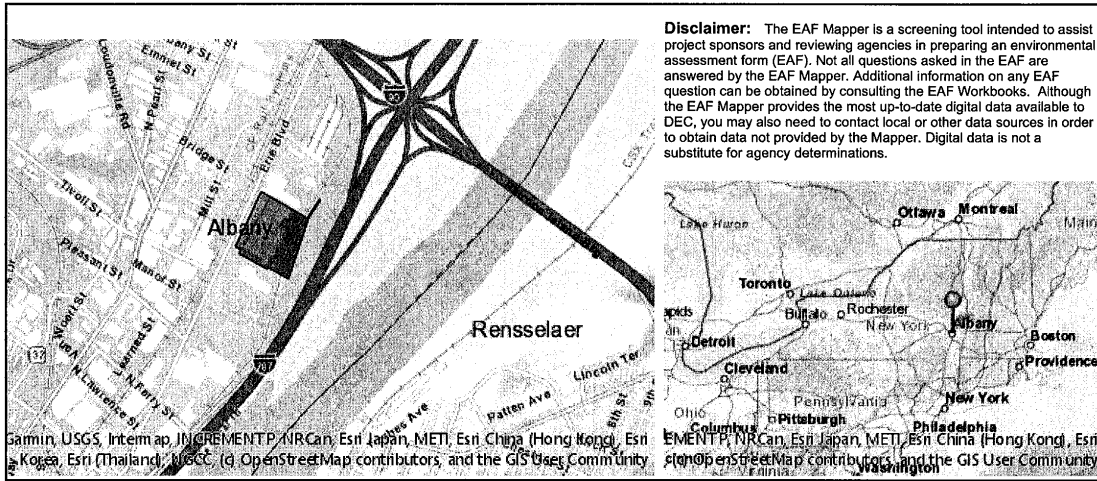 Disclaimer: The EAF Mapper is a screening tool intended to assist
project sponsors and reviewing agencies in preparing an environmental
assessment form (EAF). Not all questions asked in the EAF are
answered by the EAF Mapper. Additional information on any EAF
question can be obtained by consulting the EAF Workbooks. Although
the EAF Mapper provides the most up-to-date digital data available to
DEC, you may also need to contact local or other data sources in order
to obtain data not provided by the Mapper. Digital data is not a
substitute for agency determinations.
Emmet St
Loudonville Rd
N Pearl St
Bridge St
Erie Blvd
Mill St
Tivoli St
Albany
Pleasant St
Manor St
Learned St
N Lawrence St
N Ferry St
32
787
Rensselaer
Lincoln Ter
Patten Ave
8th St
Garmin, USGS, Intermap, INCREMENT P, NRCan, Esri Japan, METI, Esri China (Hong Kong), Esri
Korea, Esri (Thailand), NGCC, (c) OpenStreetMap contributors, and the GIS User Community
Ottawa
Montreal
Lake Huron
Toronto
Lake Ontario
Rochester
Buffalo
New York
Albany
Boston
Detroit
Providence
Cleveland
New York
Pennsylvania
Ohio
Pittsburgh
Philadelphia
Columbus
Washington
EMENT P, NRCan, Esri Japan, METI, Esri China (Hong Kong), Esri
(c) OpenStreetMap contributors, and the GIS User Community